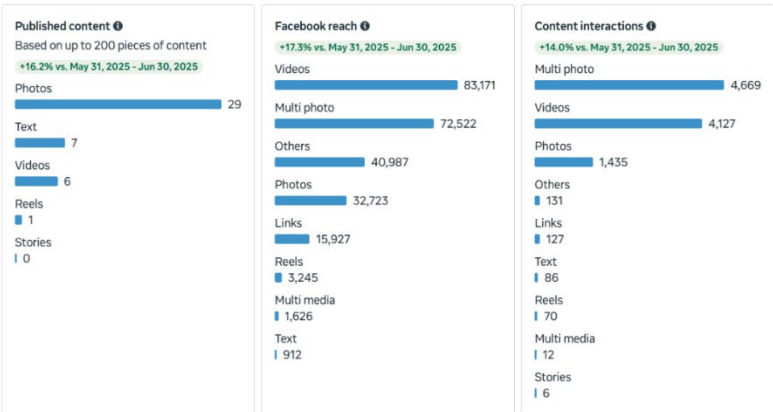 Published content
Based on up to 200 pieces of content
+16.2% vs. May 31, 2025 - Jun 30, 2025
Photos
29
Text
7
Videos
6
Reels
1
Stories
0
Facebook reach
+17.3% vs. May 31, 2025 - Jun 30, 2025
Videos
83,171
Multi photo
72,522
Others
40,987
Photos
32,723
Links
15,927
Reels
3,245
Multi media
1,626
Text
912
Content interactions
+14.0% vs. May 31, 2025 - Jun 30, 2025
Multi photo
4,669
Videos
4,127
Photos
1,435
Others
131
Links
127
Text
86
Reels
70
Multi media
12
Stories
6